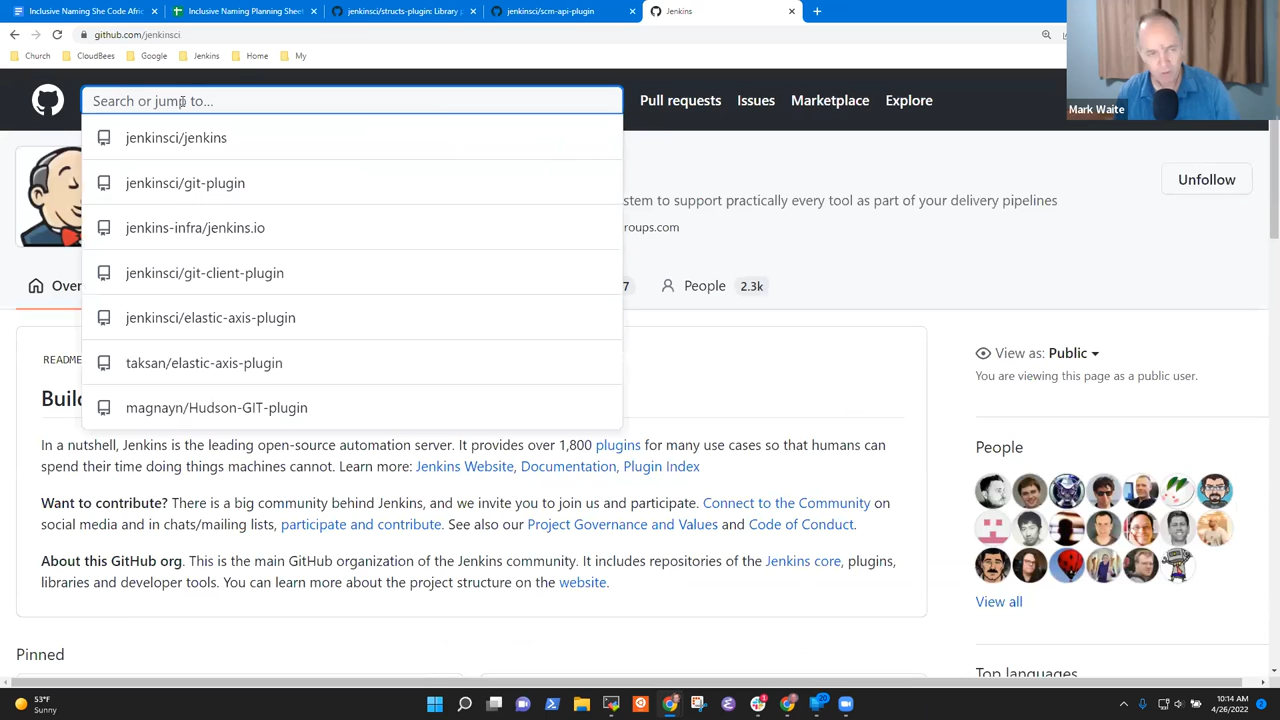 Inclusive Naming She Code Afric
Inclusive Naming Planning Sheet
jenkinsci/structs-plugin: Library p
jenkinsci/scm-api-plugin
Jenkins
github.com/jenkinsci
Church
CloudBees
Google
Jenkins
Home
My
Mark Waite
Search or jump to...
Pull requests
Issues
Marketplace
Explore
jenkinsci/jenkins
jenkinsci/git-plugin
jenkins-infra/jenkins.io
jenkinsci/git-client-plugin
jenkinsci/elastic-axis-plugin
taksan/elastic-axis-plugin
magnayn/Hudson-GIT-plugin
Unfollow
stem to support practically every tool as part of your delivery pipelines
roups.com
Over
7
People 2.3k
README
Buil
In a nutshell, Jenkins is the leading open-source automation server. It provides over 1,800 plugins for many use cases so that humans can
spend their time doing things machines cannot. Learn more: Jenkins Website, Documentation, Plugin Index
Want to contribute? There is a big community behind Jenkins, and we invite you to join us and participate. Connect to the Community on
social media and in chats/mailing lists, participate and contribute. See also our Project Governance and Values and Code of Conduct.
About this GitHub org. This is the main GitHub organization of the Jenkins community. It includes repositories of the Jenkins core, plugins,
libraries and developer tools. You can learn more about the project structure on the website.
Pinned
View as: Public
You are viewing this page as a public user.
People
View all
Top languages
53°F
Sunny
20
10:14 AM
4/26/2022